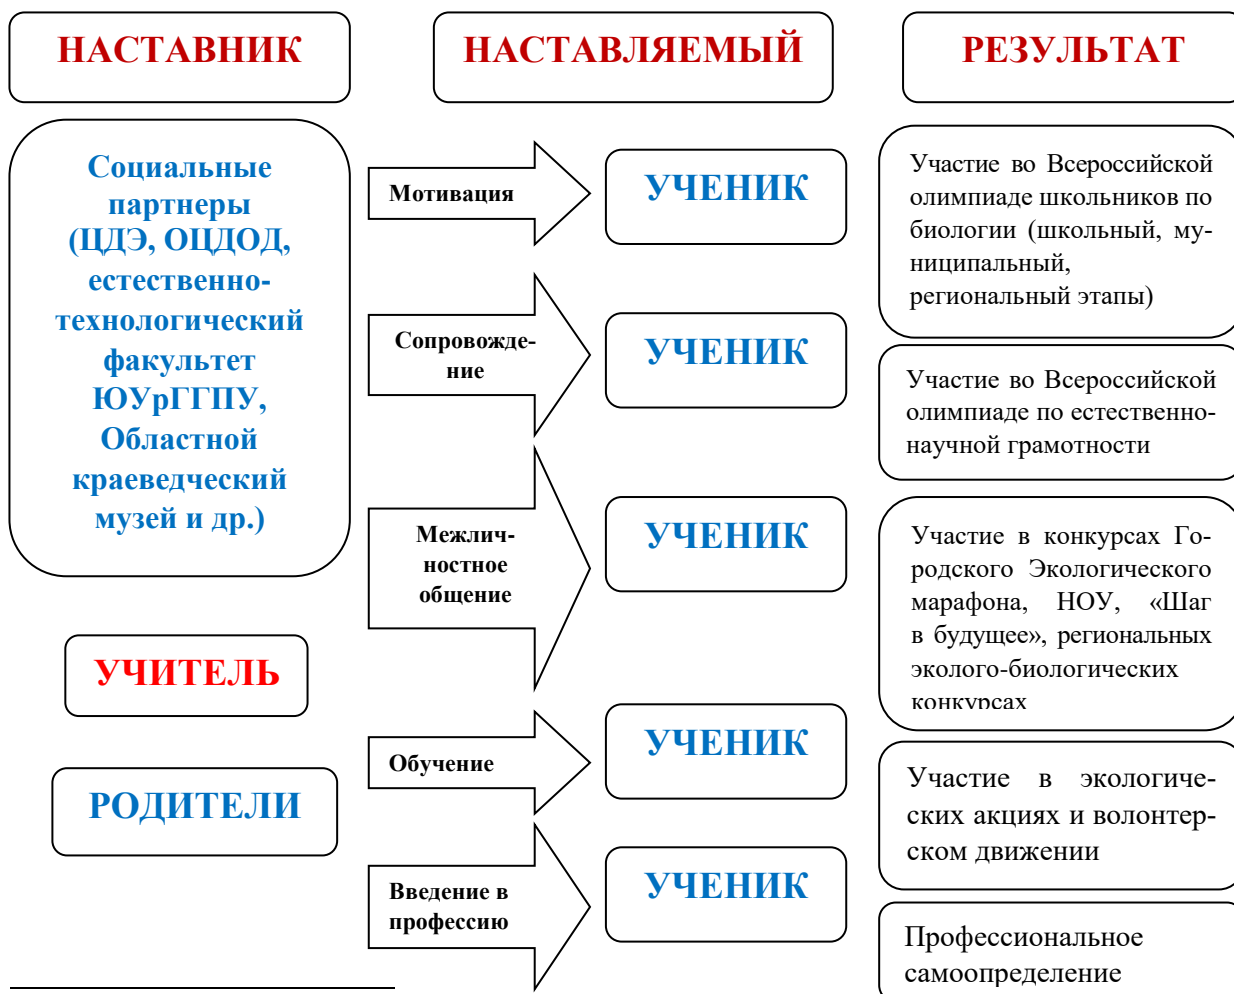 НАСТАВНИК
НАСТАВЛЯЕМЫЙ
РЕЗУЛЬТАТ
Социальные
партнеры
(ЦДЭ, ОЦДОД,
естественно-
технологический
факультет
ЮУрГГПУ,
Областной
краеведческий
музей и др.)
УЧИТЕЛЬ
РОДИТЕЛИ
Мотивация
Сопровожде-
ние
Межлич-
ностное
общение
Обучение
Введение в
профессию
УЧЕНИК
УЧЕНИК
УЧЕНИК
УЧЕНИК
УЧЕНИК
Участие во Всероссийской
олимпиаде школьников по
биологии (школьный, му-
ниципальный,
региональный этапы)
Участие во Всероссийской
олимпиаде по естественно-
научной грамотности
Участие в конкурсах Го-
родского Экологического
марафона, НОУ, «Шаг
в будущее», региональных
эколого-биологических
конкурсах
Участие в экологиче-
ских акциях и волонтер-
ском движении
Профессиональное
самоопределение